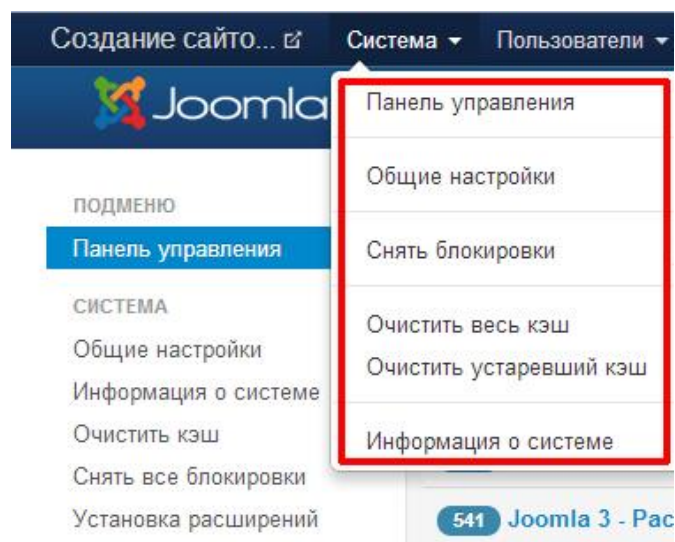 Создание сайто... Система Пользователи
Joomla
Панель управления
Общие настройки
Снять блокировки
Очистить весь кэш
Очистить устаревший кэш
Информация о системе
ПОДМЕНЮ
Панель управления
СИСТЕМА
Общие настройки
Информация о системе
Очистить кэш
Снять все блокировки
Установка расширений
541 Joomla 3 - Рас